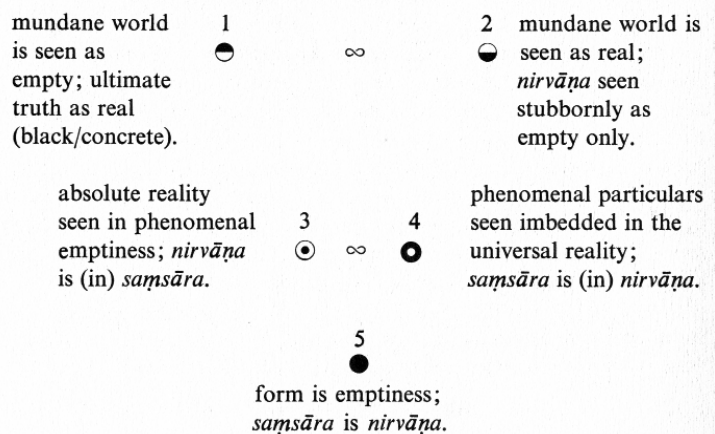 mundane world
is seen as
empty; ultimate
truth as real
(black/concrete).
1
∞
2
mundane world is
seen as real;
nirvāṇa seen
stubbornly as
empty only.
absolute reality
seen in phenomenal
emptiness; nirvāṇa
is (in) saṃsāra.
3
∞
4
phenomenal particulars
seen imbedded in the
universal reality;
saṃsāra is (in) nirvāṇa.
5
form is emptiness;
saṃsāra is nirvāṇa.